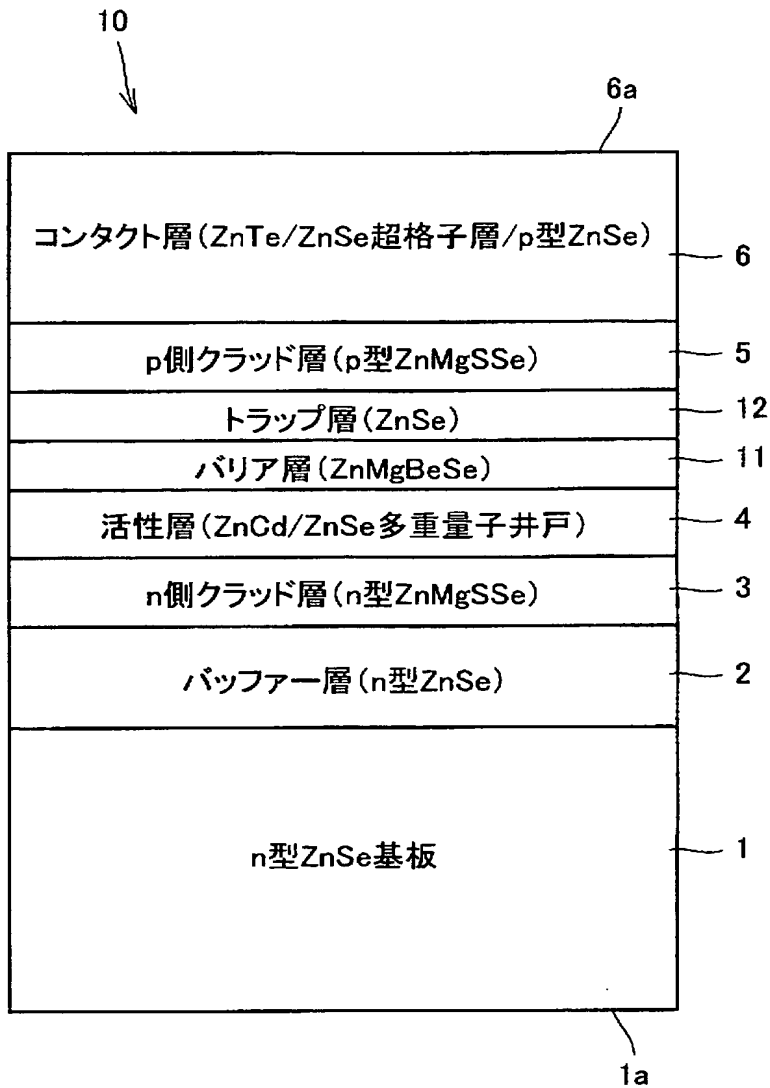 10
6a
コンタクト層(ZnTe/ZnSe超格子層/p型ZnSe)
6
p側クラッド層(p型ZnMgSSe)
5
トラップ層(ZnSe)
12
バリア層(ZnMgBeSe)
11
活性層(ZnCd/ZnSe多重量子井戸)
4
n側クラッド層(n型ZnMgSSe)
3
バッファー層(n型ZnSe)
2
n型ZnSe基板
1
1a